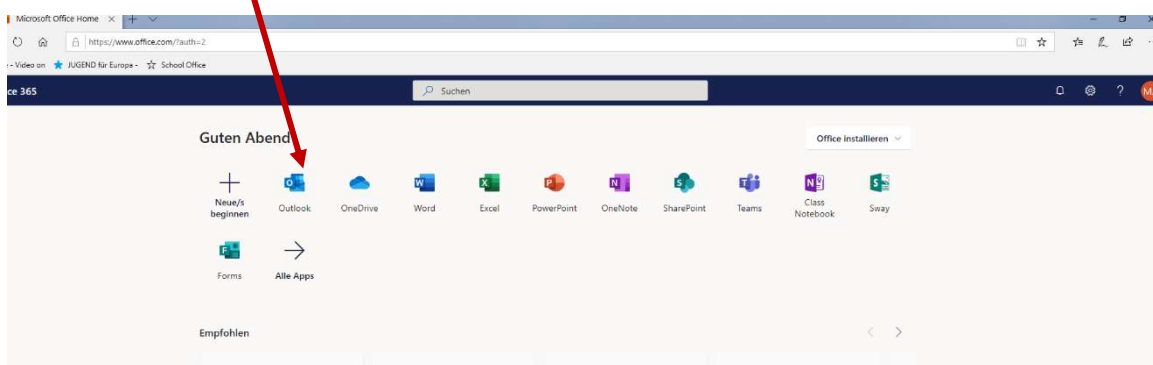 Microsoft Office Home
https://www.office.com/?auth=2
- Video on JUGEND für Europa - School Office
ce 365 Suchen ?
Guten Abend Office installieren
Neue/s beginnen
Outlook
OneDrive
Word
Excel
PowerPoint
OneNote
SharePoint
Teams
Class Notebook
Sway
Forms
Alle Apps
Empfohlen